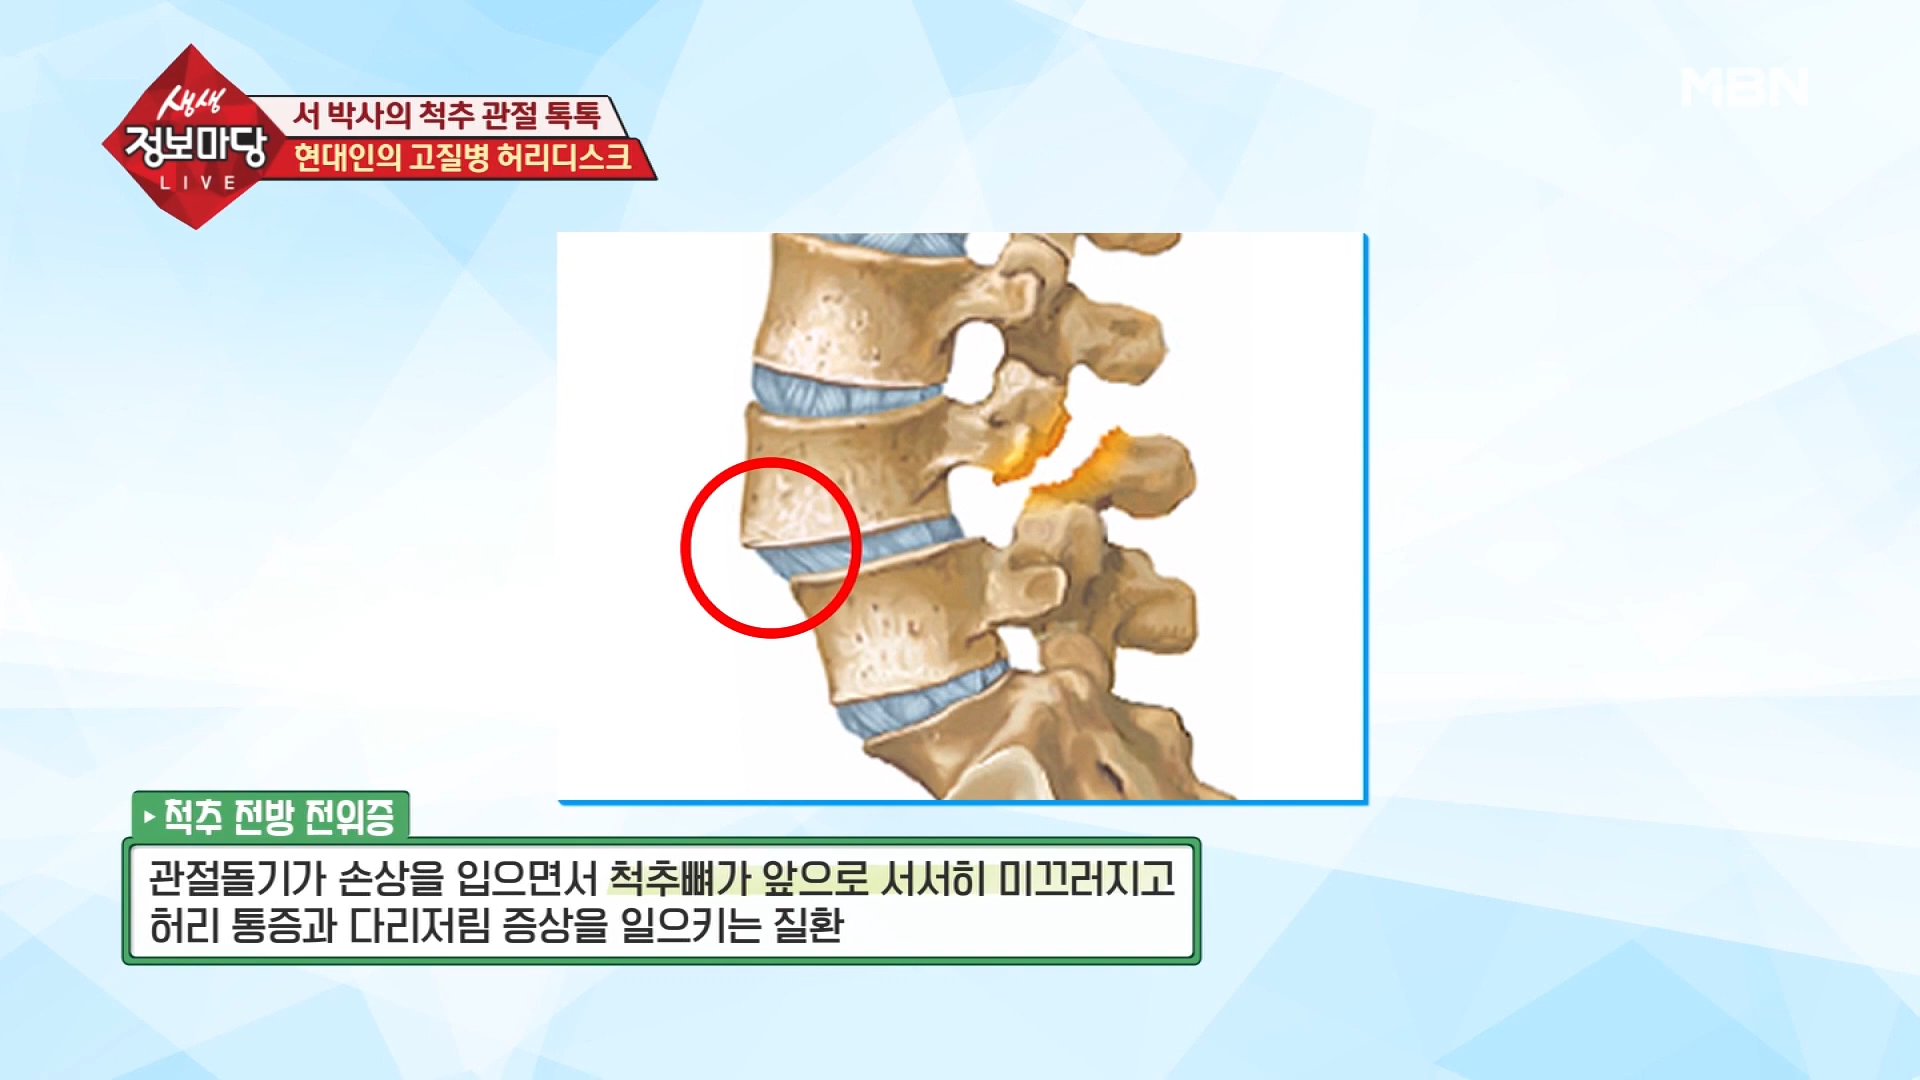 생생
정보마당
LIVE
서 박사의 척추 관절 톡톡
현대인의 고질병 허리디스크
MBN
▶ 척추 전방 전위증
관절돌기가 손상을 입으면서 척추뼈가 앞으로 서서히 미끄러지고
허리 통증과 다리저림 증상을 일으키는 질환